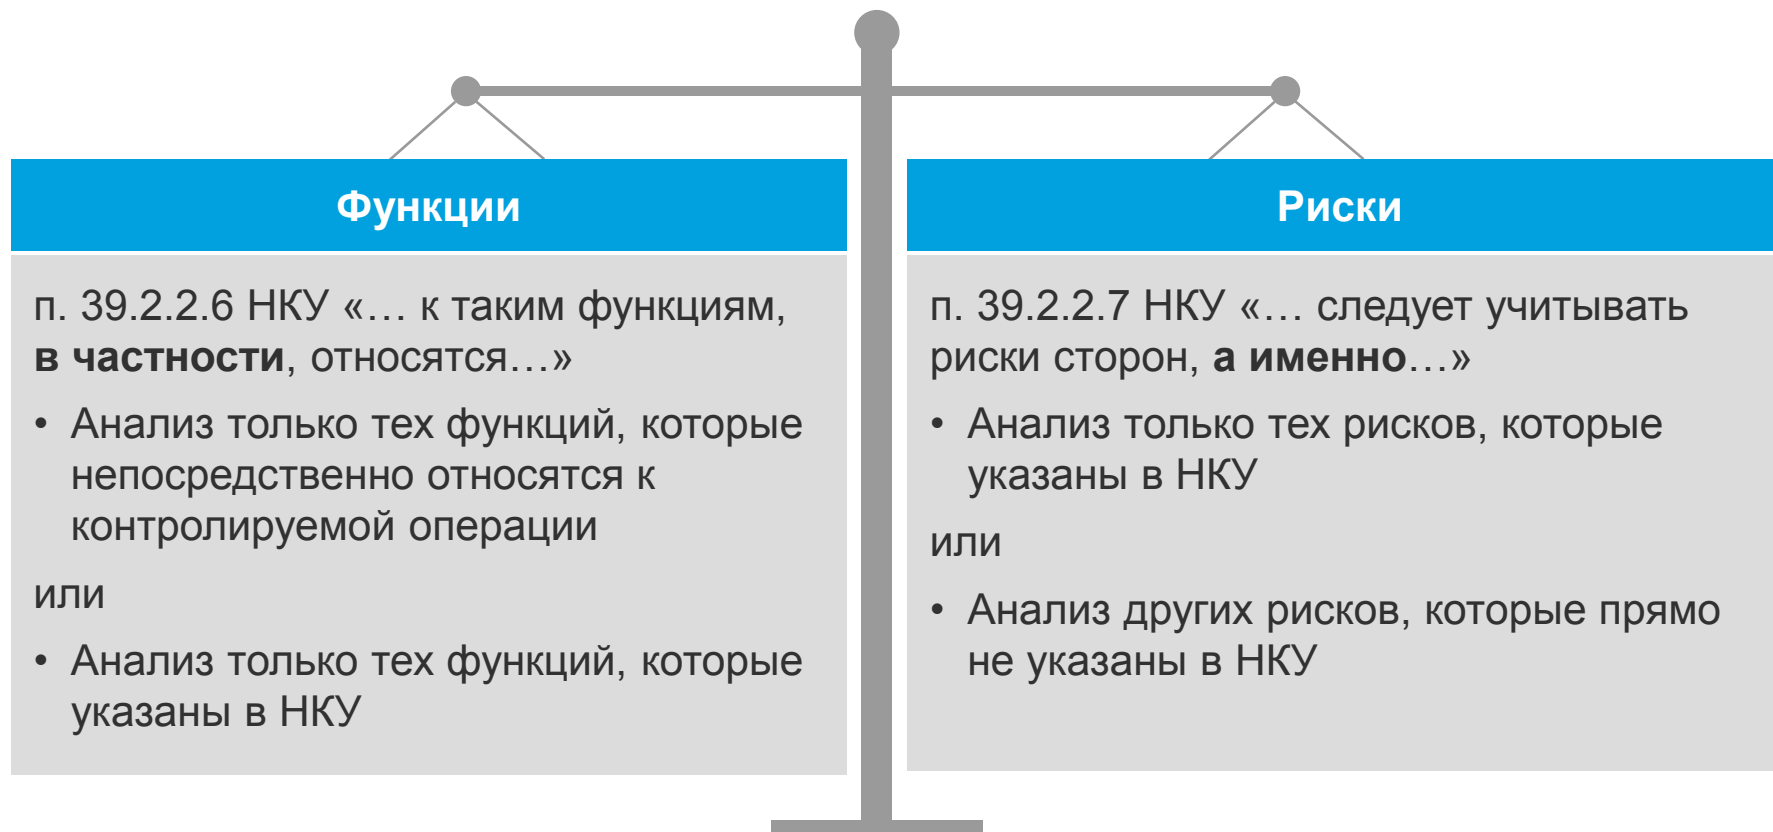 Функции
п. 39.2.2.6 НКУ «… к таким функциям,
в частности, относятся…»
• Анализ только тех функций, которые
непосредственно относятся к
контролируемой операции
или
• Анализ только тех функций, которые
указаны в НКУ
Риски
п. 39.2.2.7 НКУ «… следует учитывать
риски сторон, а именно…»
• Анализ только тех рисков, которые
указаны в НКУ
или
• Анализ других рисков, которые прямо
не указаны в НКУ